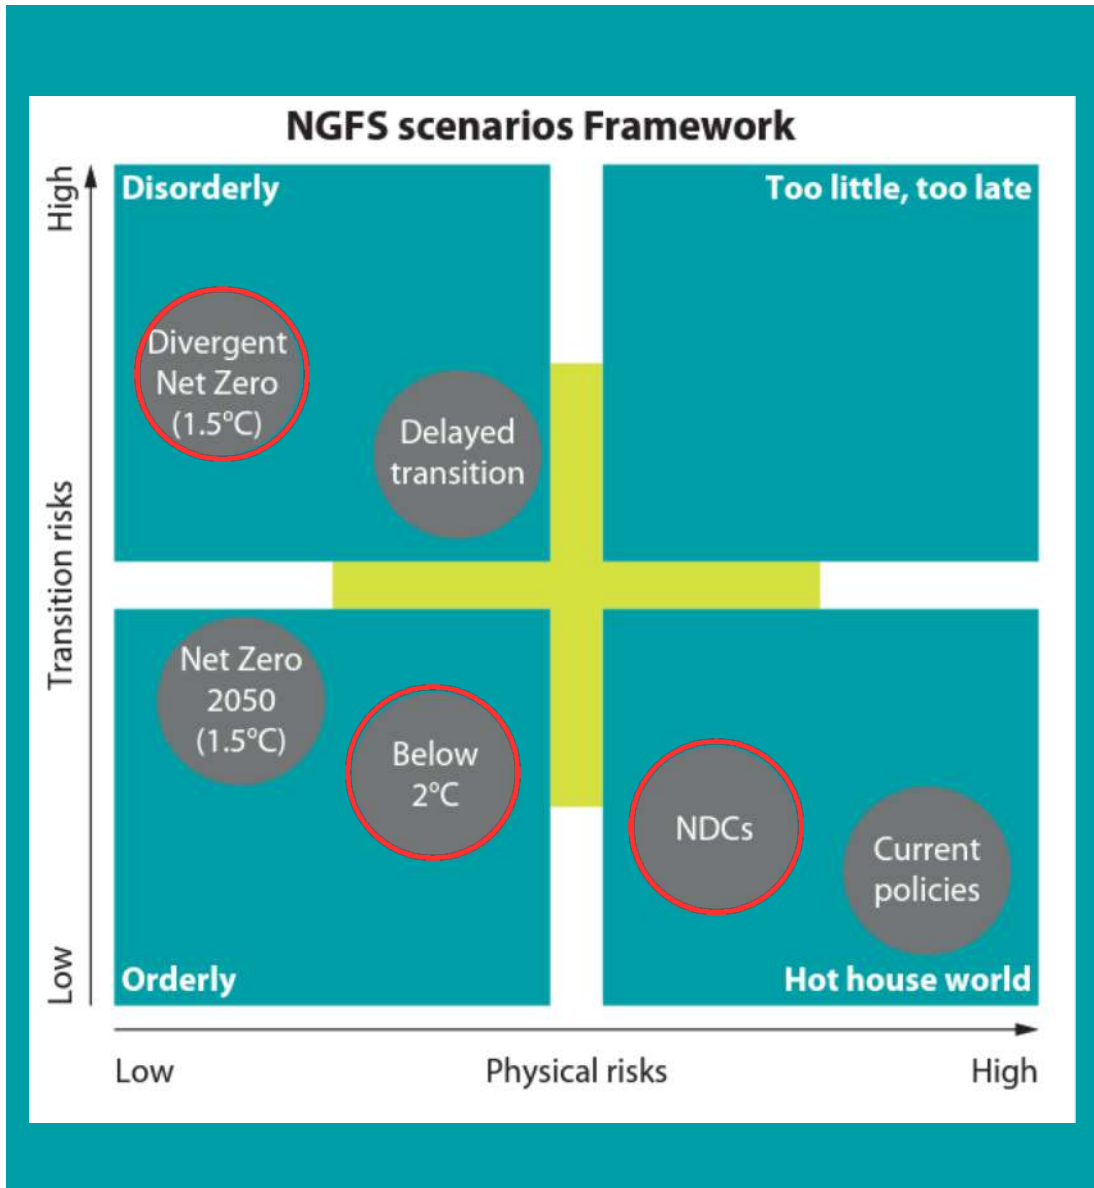 NGFS scenarios Framework
High
Transition risks
Low
Disorderly
Too little, too late
Divergent
Net Zero
(1.5°C)
Delayed
transition
Net Zero
2050
(1.5°C)
Below
2°C
NDCs
Current
policies
Orderly
Hot house world
Low
Physical risks
High